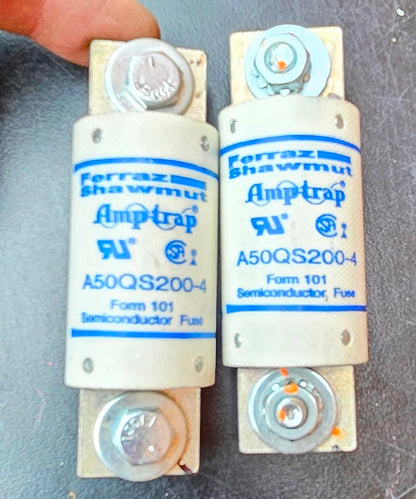 Ferraz
Shawmut
Amp-trap®
A50QS200-4
Form 101
Semiconductor Fuse
Ferraz
Shawmut
Amp-trap®
A50QS200-4
Form 101
Semiconductor Fuse